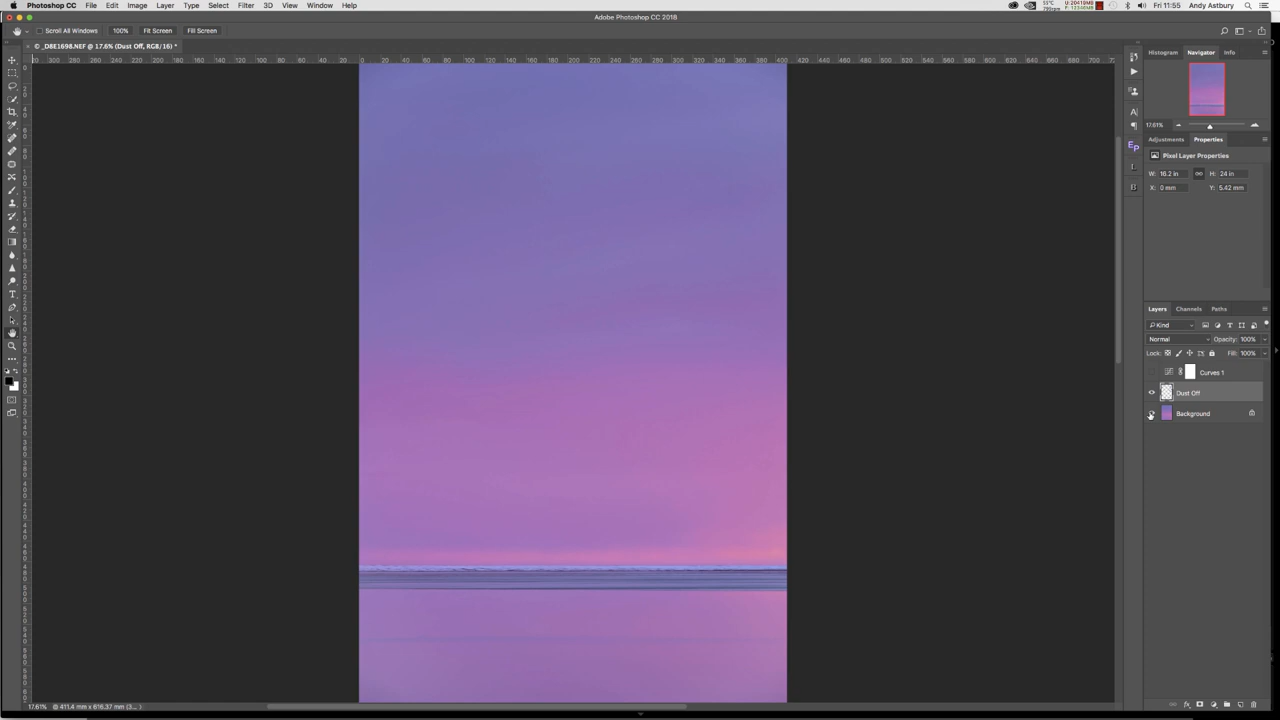 Photoshop CC File Edit Image Layer Type Select Filter 3D View Window Help Fri 11:55 Andy Astbury
Adobe Photoshop CC 2018
Scroll All Windows 100% Fit Screen Fill Screen
© _D8E1698.NEF @ 17.6% (Dust Off, RGB/16) *
Histogram Navigator Info
17.61%
Adjustments Properties
Pixel Layer Properties
W: 16.2 in H: 24 in
X: 0 mm Y: 5.42 mm
Layers Channels Paths
Kind
Normal Opacity: 100%
Lock: Fill: 100%
Curves 1
Dust Off
Background
17.61% © 411.4 mm x 616.37 mm (3...